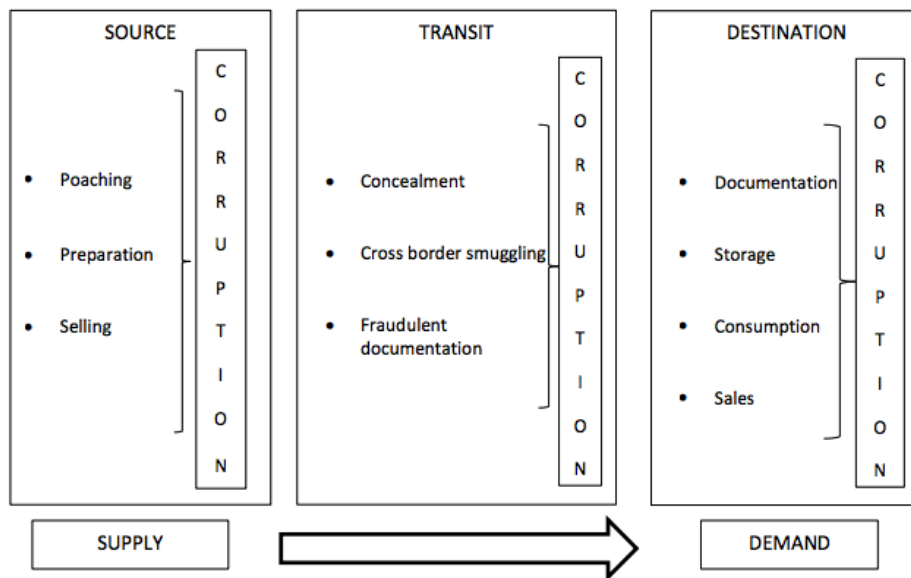 SOURCE
C
O
R
R
U
P
T
I
O
N
• Poaching
• Preparation
• Selling
TRANSIT
C
O
R
R
U
P
T
I
O
N
• Concealment
• Cross border smuggling
• Fraudulent
documentation
DESTINATION
C
O
R
R
U
P
T
I
O
N
• Documentation
• Storage
• Consumption
• Sales
SUPPLY
DEMAND